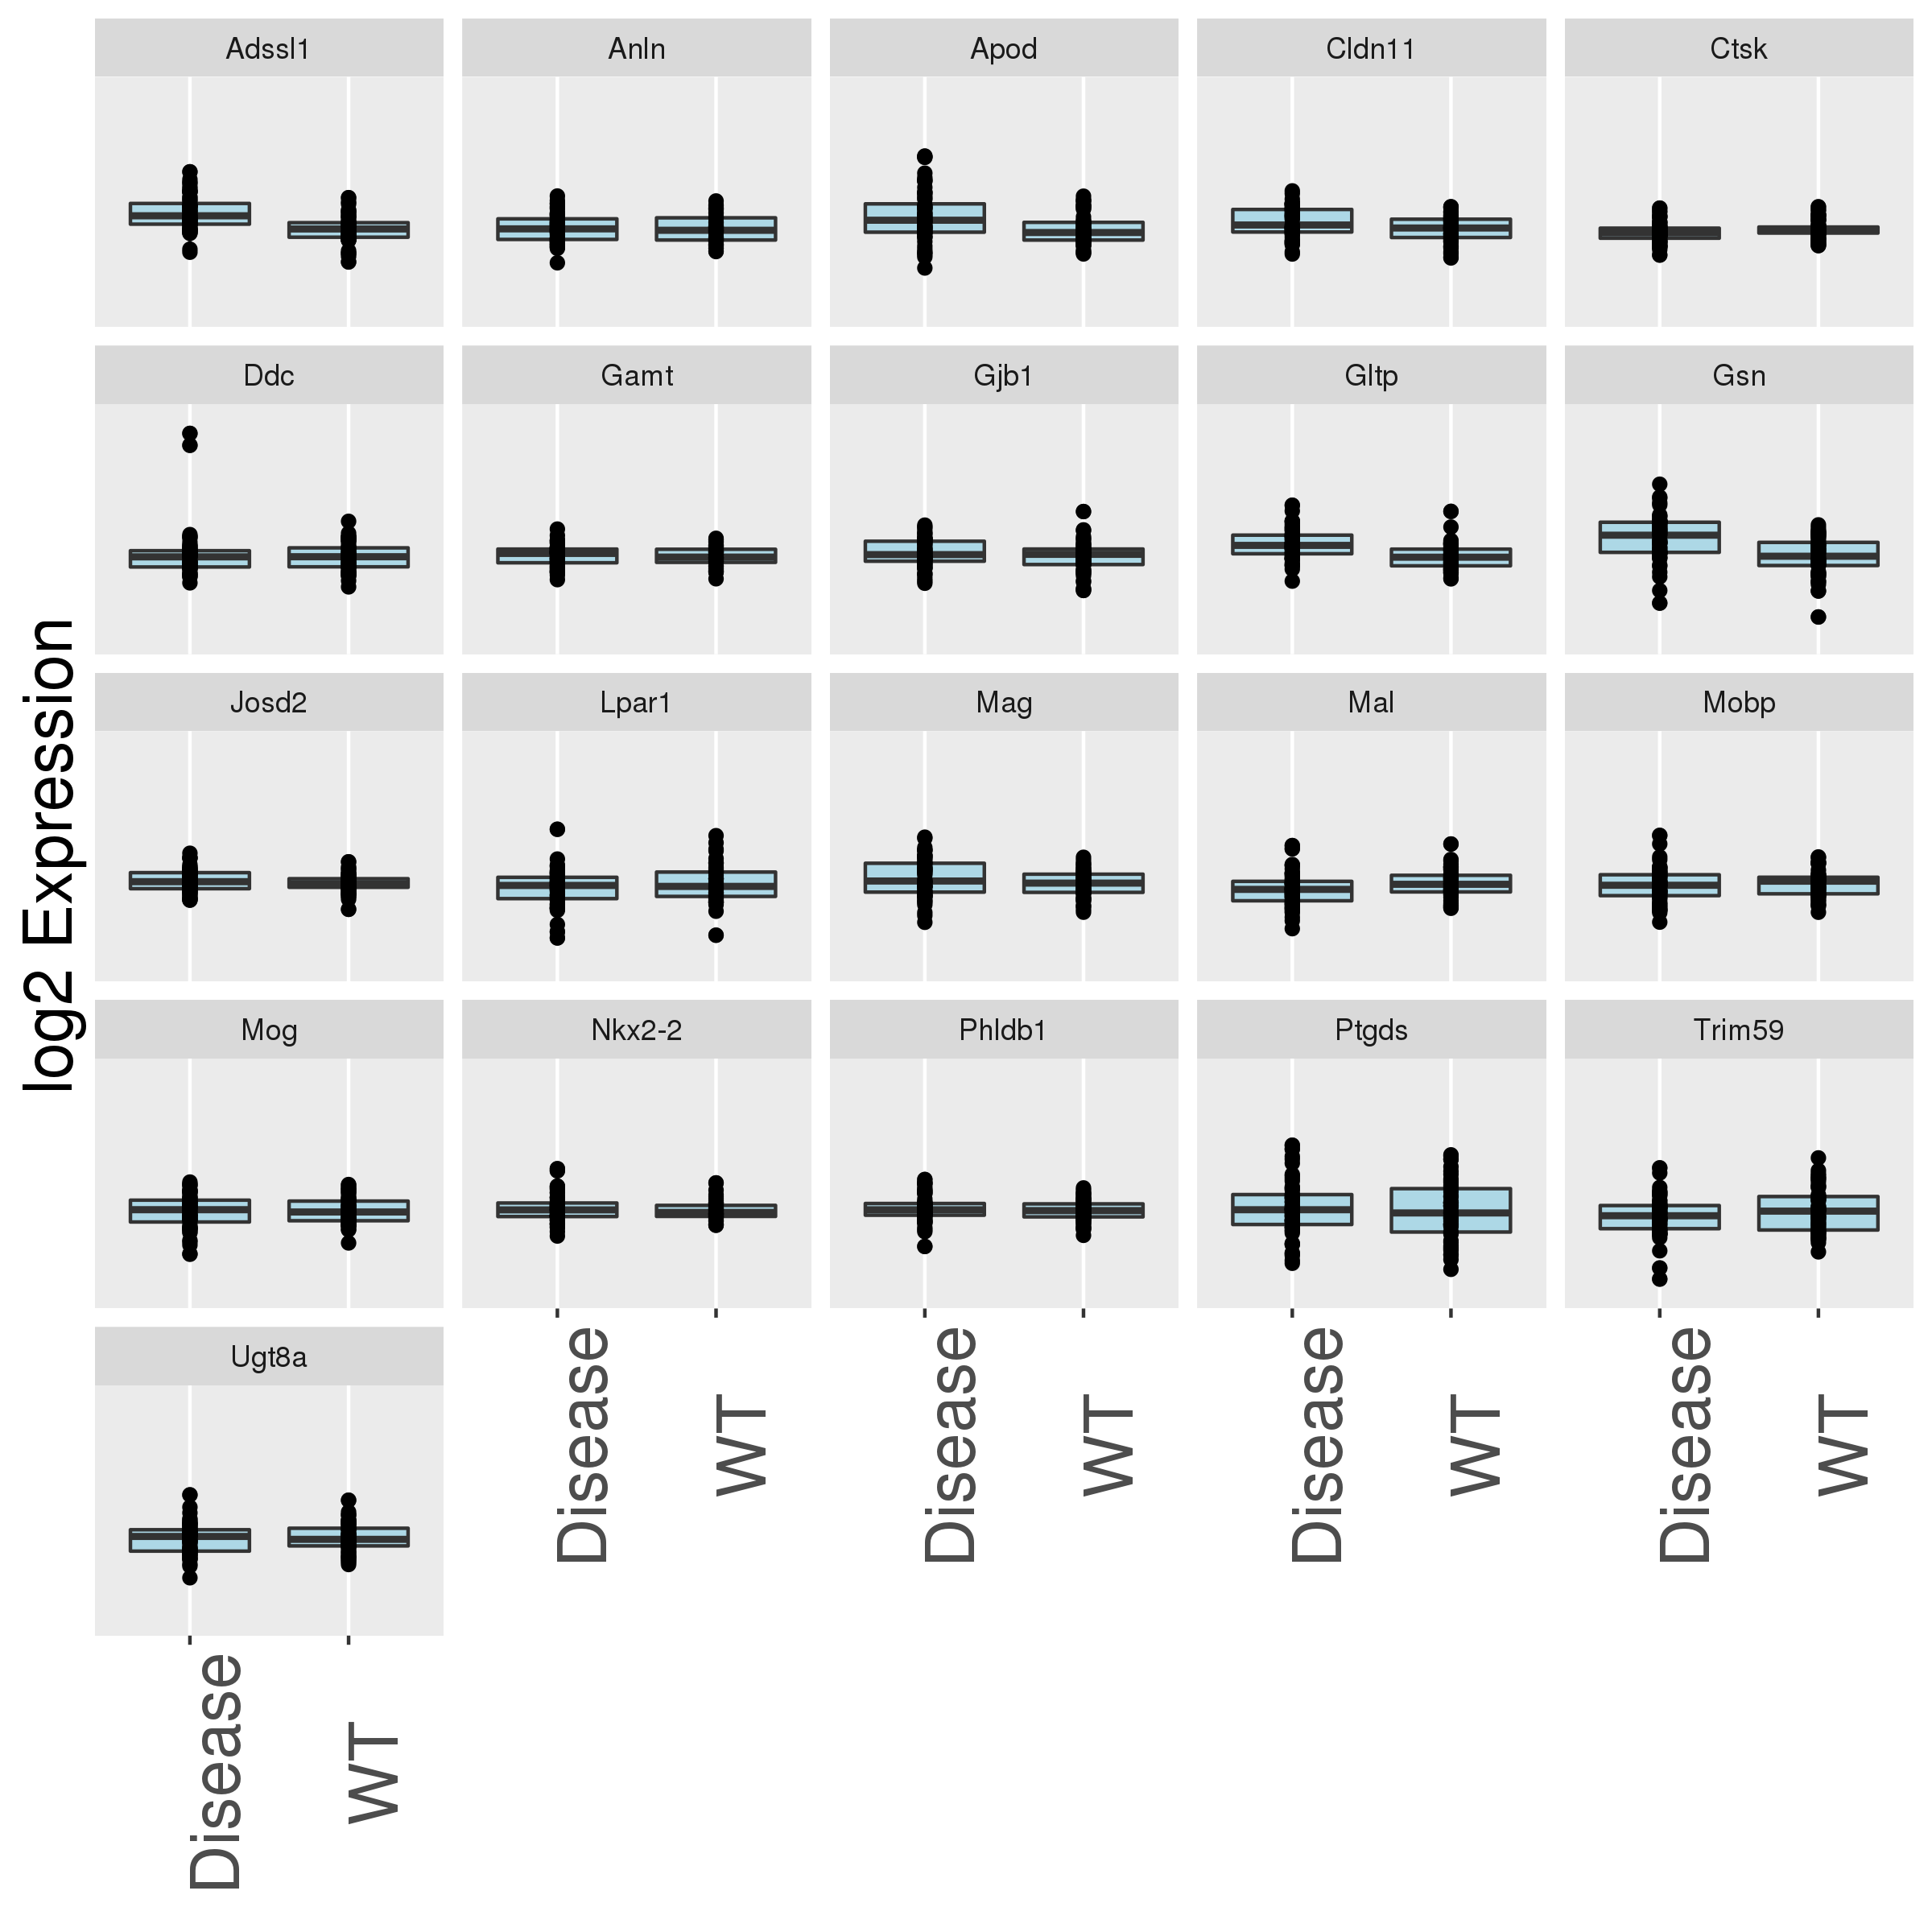 Adssl1
Anln
Apod
Cldn11
Ctsk
Ddc
Gamt
Gjb1
Gltp
Gsn
Josd2
Lpar1
Mag
Mal
Mobp
Mog
Nkx2-2
Phldb1
Ptgds
Trim59
Ugt8a
Disease
WT
Disease
WT
Disease
WT
Disease
WT
Disease
WT
log2 Expression